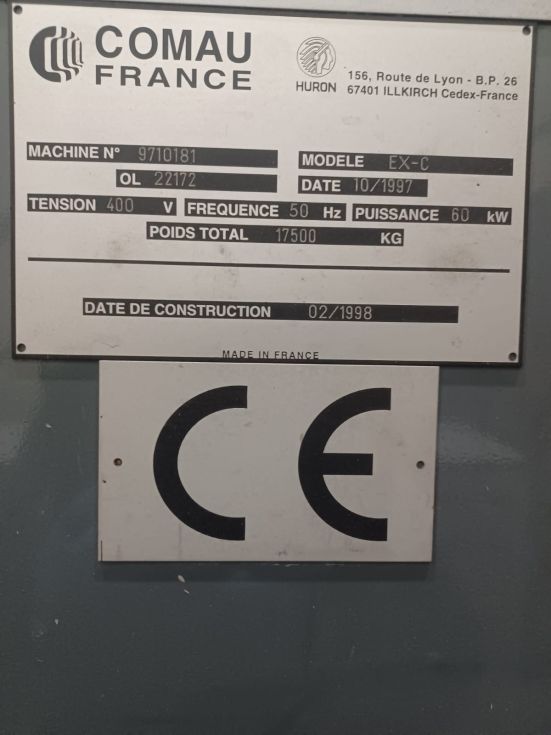 COMAU
FRANCE
HURON
156, Route de Lyon - B.P. 26
67401 ILLKIRCH Cedex-France
MACHINE N° 9710181
MODELE EX-C
OL 22172
DATE 10/1997
TENSION 400 V FREQUENCE 50 Hz PUISSANCE 60 kW
POIDS TOTAL 17500 KG
DATE DE CONSTRUCTION 02/1998
MADE IN FRANCE
CE